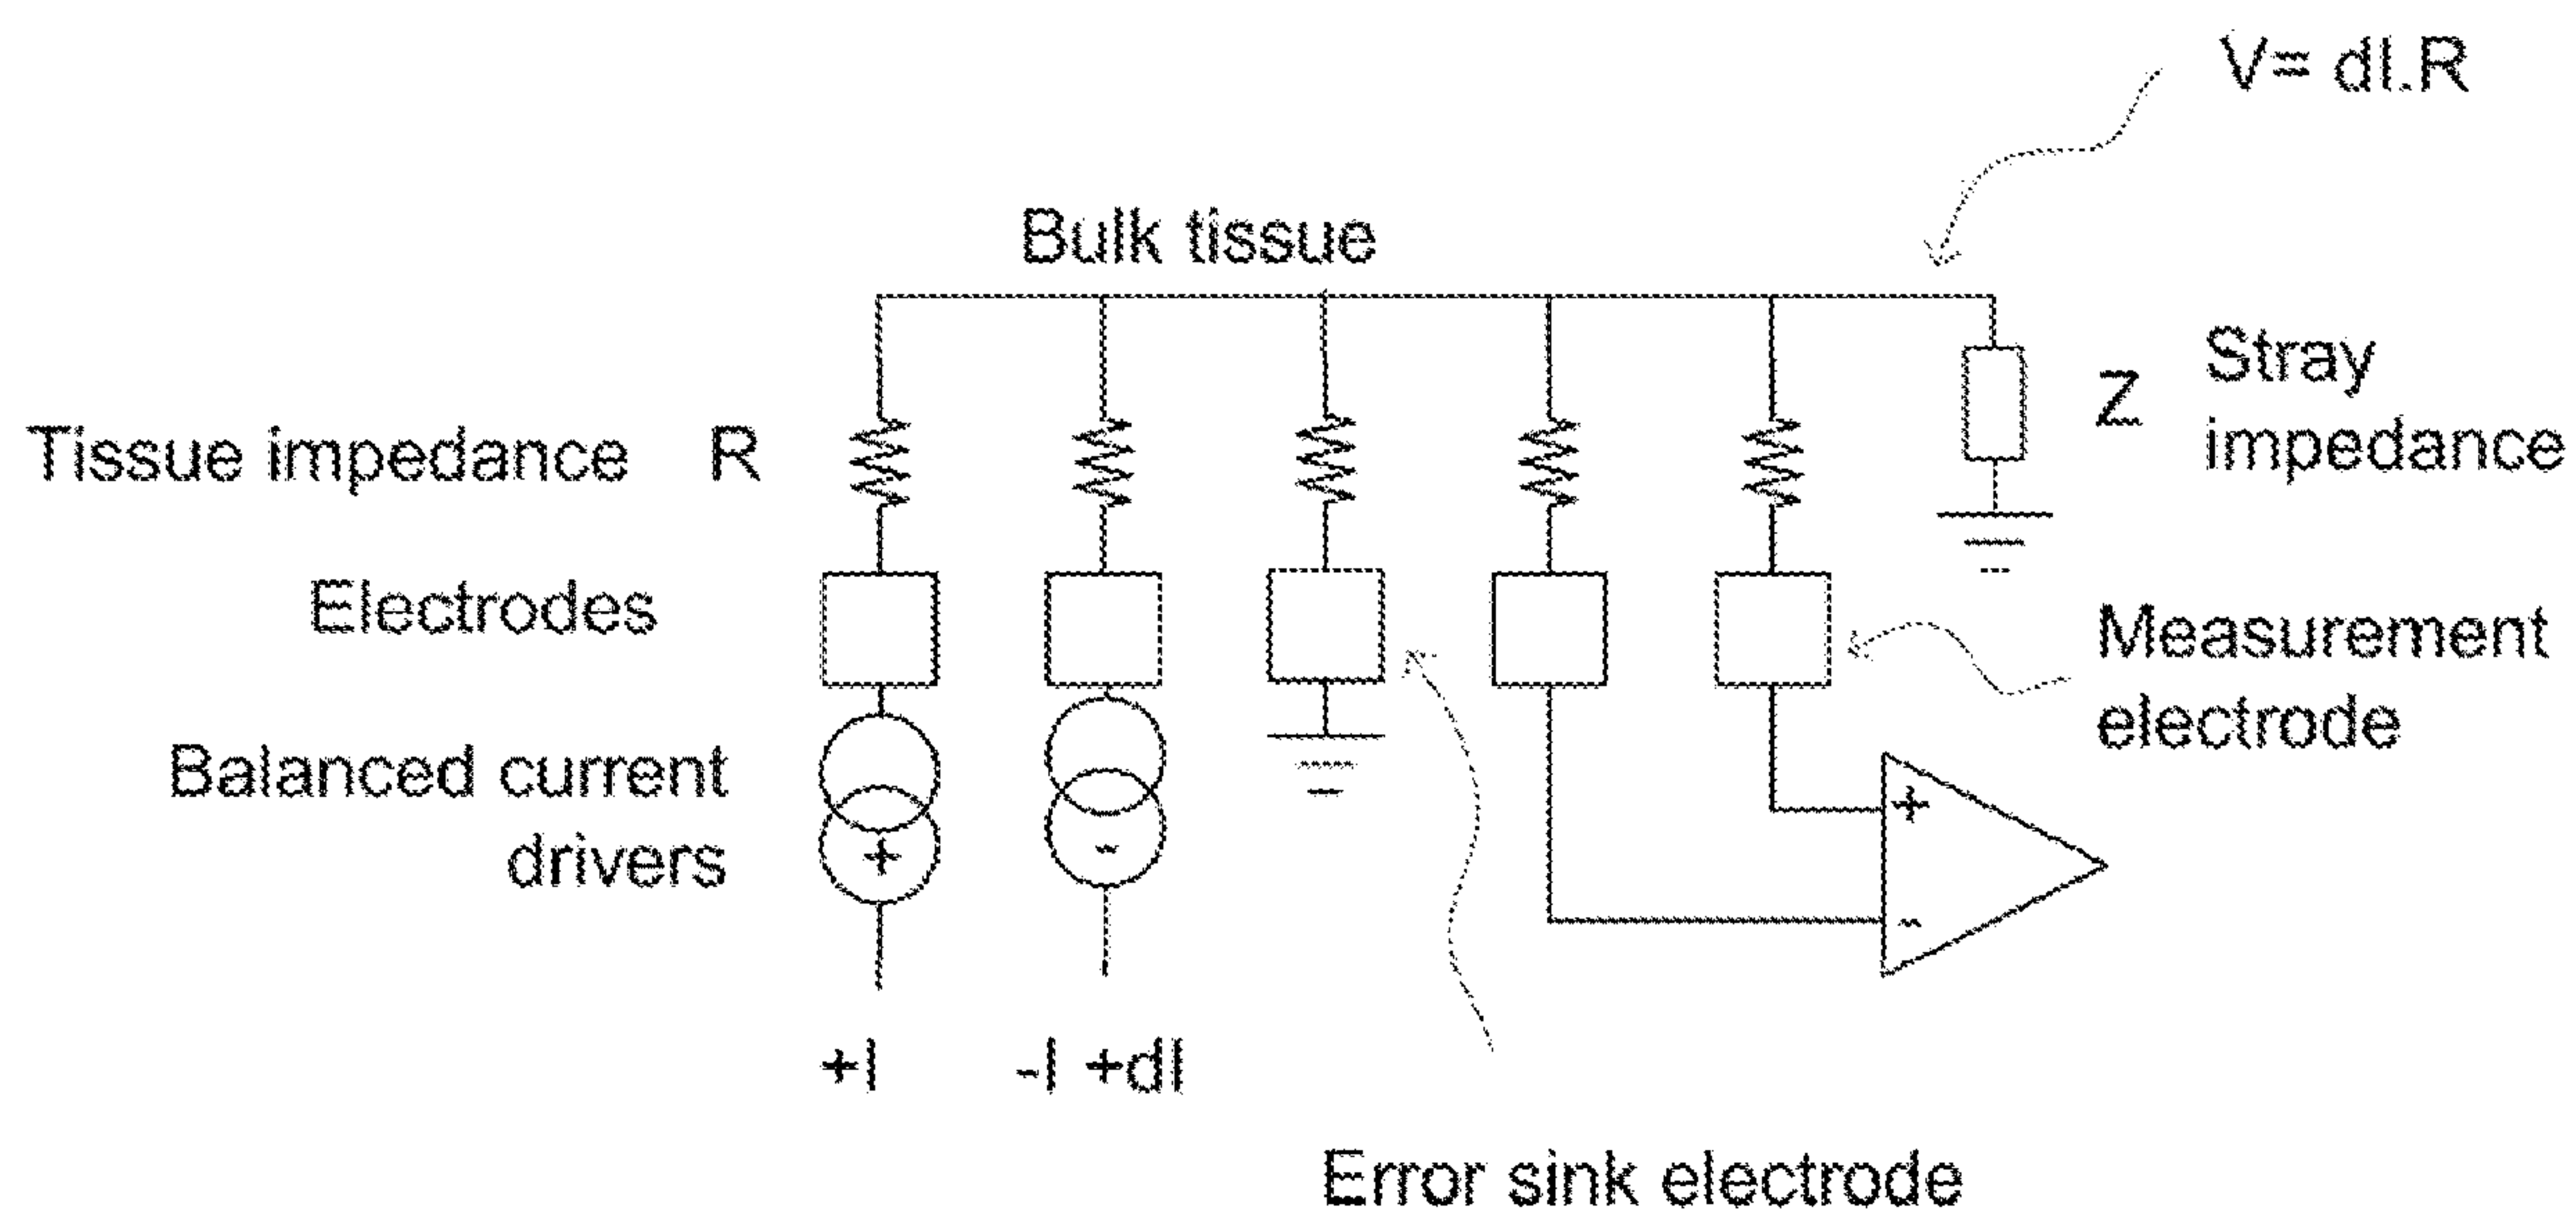 V= dI.R
Bulk tissue
Tissue impedance R
Z
Stray
impedance
Electrodes
Measurement
electrode
Balanced current
drivers
+
-
+
-
+I
-I +dI
Error sink electrode